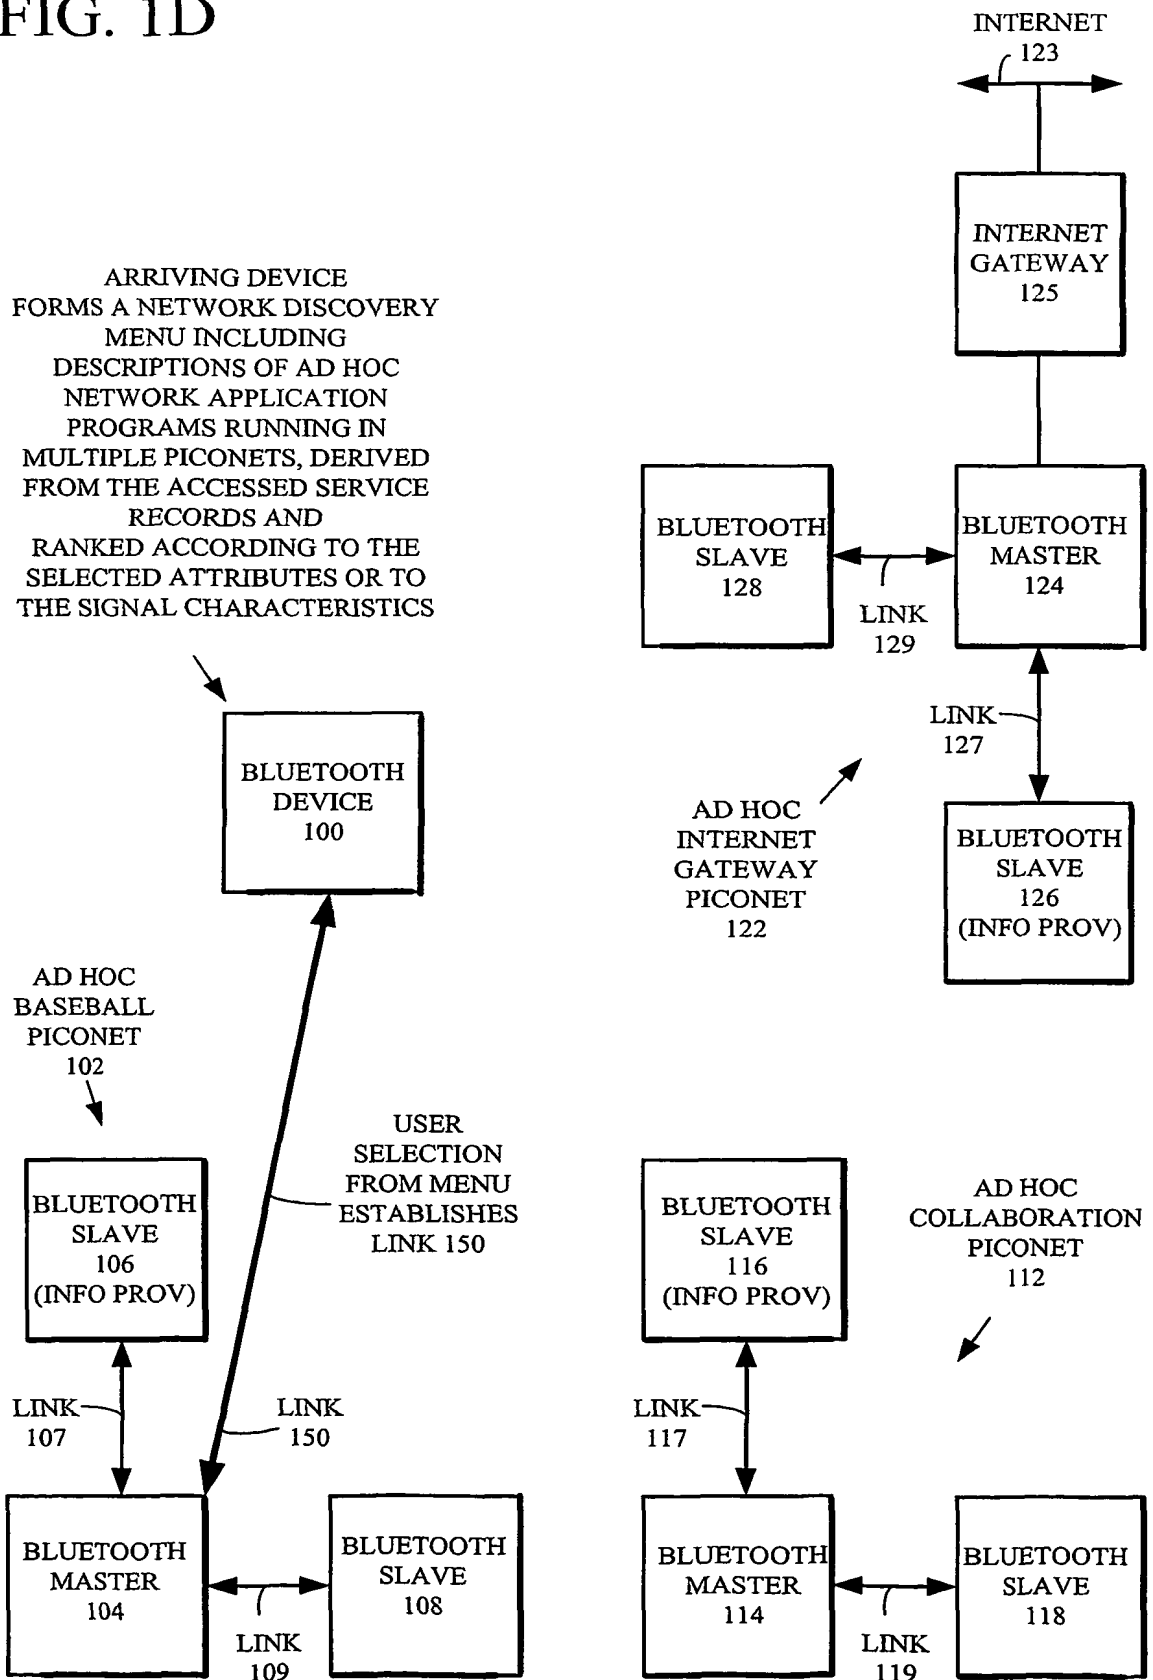 FIG. 1D
INTERNET
123
INTERNET
GATEWAY
125
ARRIVING DEVICE
FORMS A NETWORK DISCOVERY
MENU INCLUDING
DESCRIPTIONS OF AD HOC
NETWORK APPLICATION
PROGRAMS RUNNING IN
MULTIPLE PICONETS, DERIVED
FROM THE ACCESSED SERVICE
RECORDS AND
RANKED ACCORDING TO THE
SELECTED ATTRIBUTES OR TO
THE SIGNAL CHARACTERISTICS
BLUETOOTH
SLAVE
128
LINK
129
BLUETOOTH
MASTER
124
LINK
127
BLUETOOTH
DEVICE
100
AD HOC
INTERNET
GATEWAY
PICONET
122
BLUETOOTH
SLAVE
126
(INFO PROV)
AD HOC
BASEBALL
PICONET
102
USER
SELECTION
FROM MENU
ESTABLISHES
LINK 150
BLUETOOTH
SLAVE
106
(INFO PROV)
BLUETOOTH
SLAVE
116
(INFO PROV)
AD HOC
COLLABORATION
PICONET
112
LINK
107
LINK
150
LINK
117
BLUETOOTH
MASTER
104
LINK
109
BLUETOOTH
SLAVE
108
BLUETOOTH
MASTER
114
LINK
119
BLUETOOTH
SLAVE
118